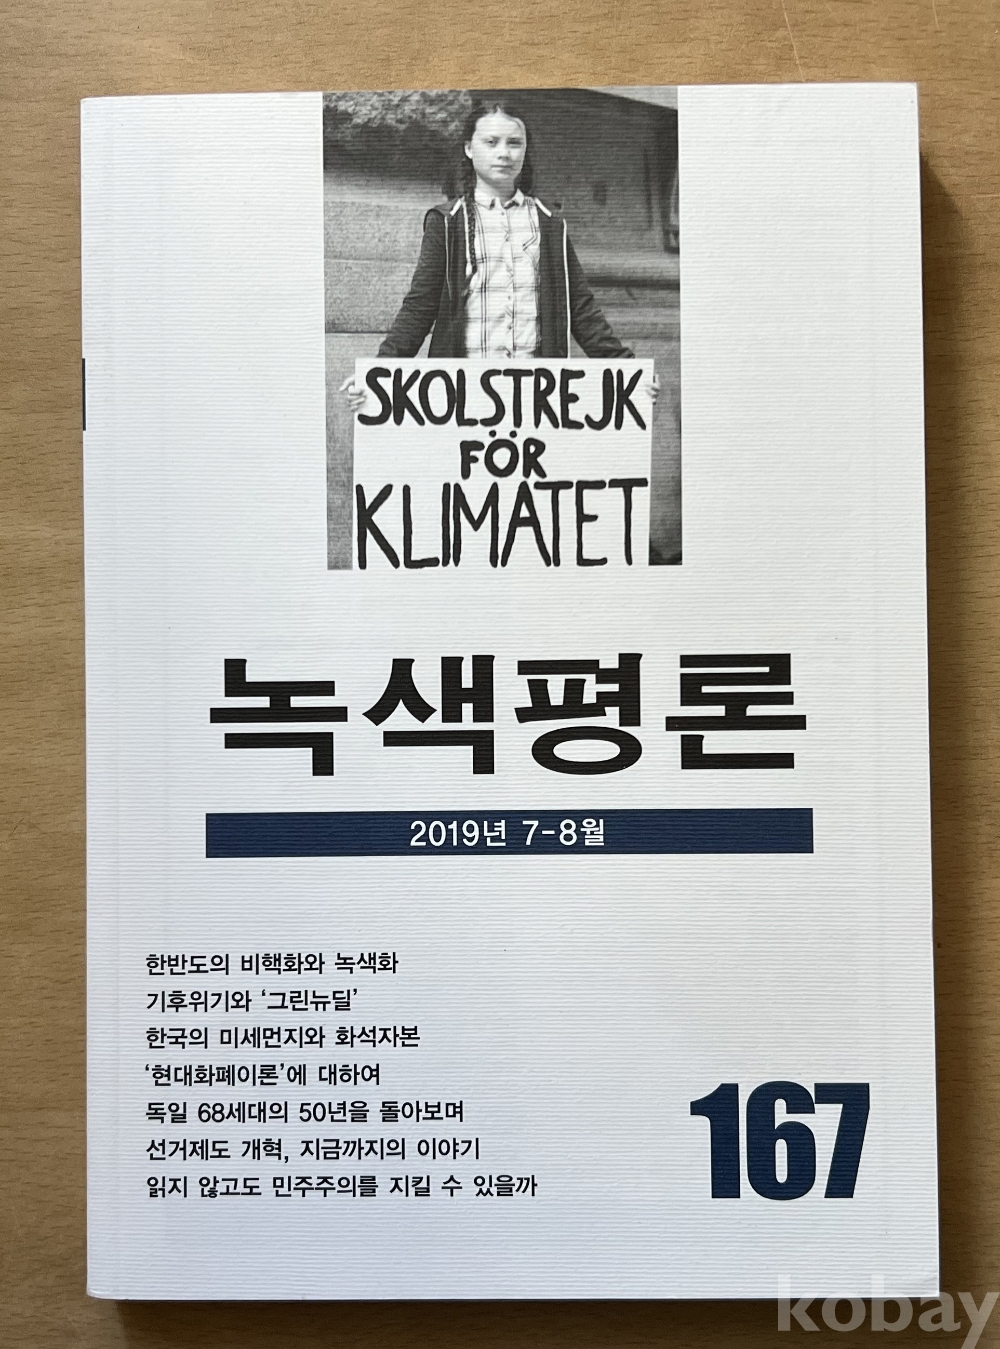 SKOLSTREJK
FÖR
KLIMATET
녹색평론
2019년 7-8월
한반도의 비핵화와 녹색화
기후위기와 ‘그린뉴딜’
한국의 미세먼지와 화석자본
‘현대화폐이론’에 대하여
독일 68세대의 50년을 돌아보며
선거제도 개혁, 지금까지의 이야기
읽지 않고도 민주주의를 지킬 수 있을까
167
kobay